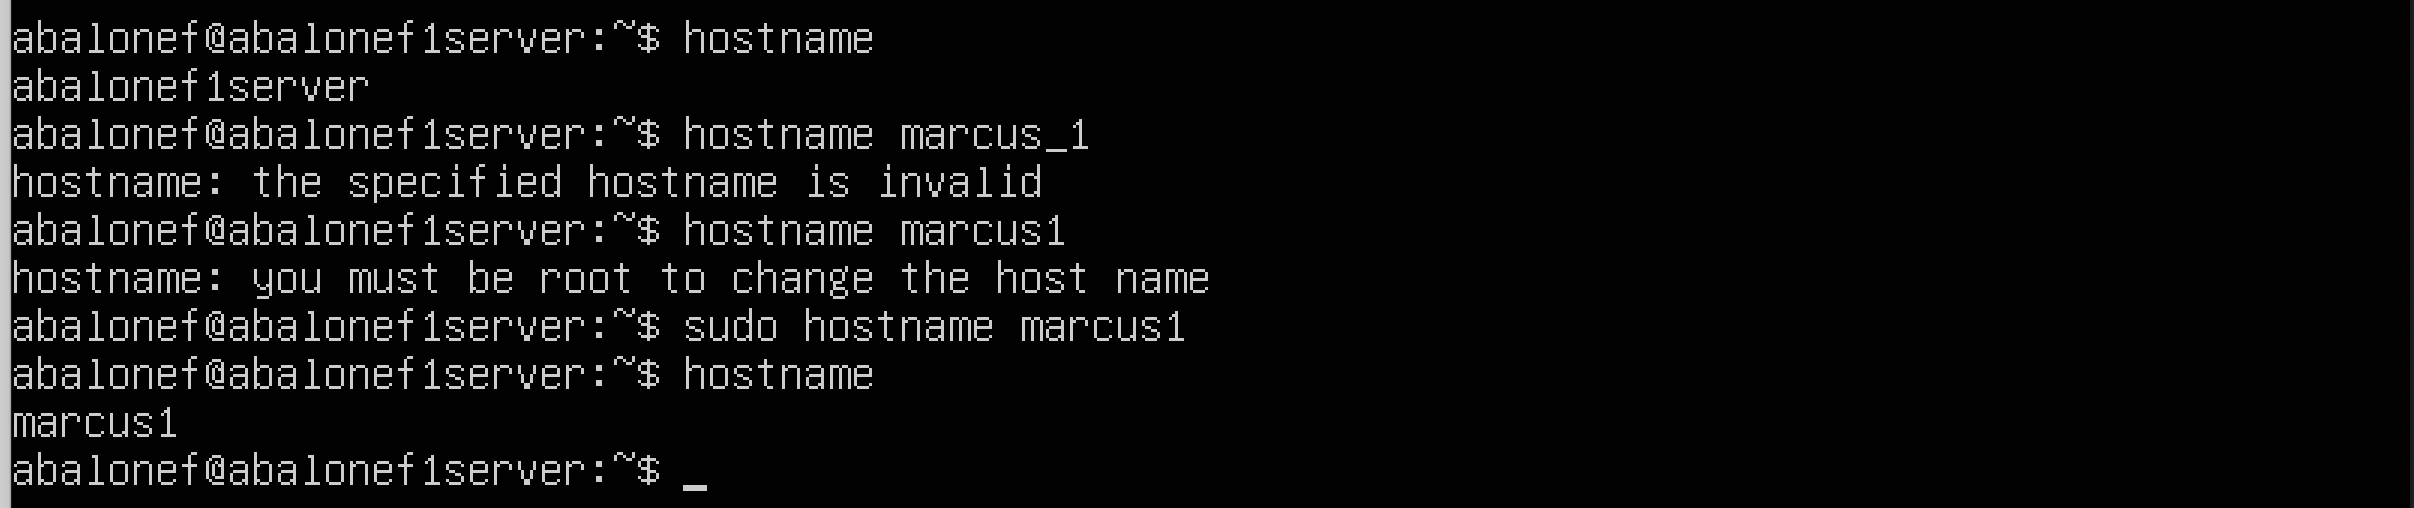 abalonef@abalonef1server:~$ hostname
abalonef1server
abalonef@abalonef1server:~$ hostname marcus_1
hostname: the specified hostname is invalid
abalonef@abalonef1server:~$ hostname marcus1
hostname: you must be root to change the host name
abalonef@abalonef1server:~$ sudo hostname marcus1
abalonef@abalonef1server:~$ hostname
marcus1
abalonef@abalonef1server:~$ _